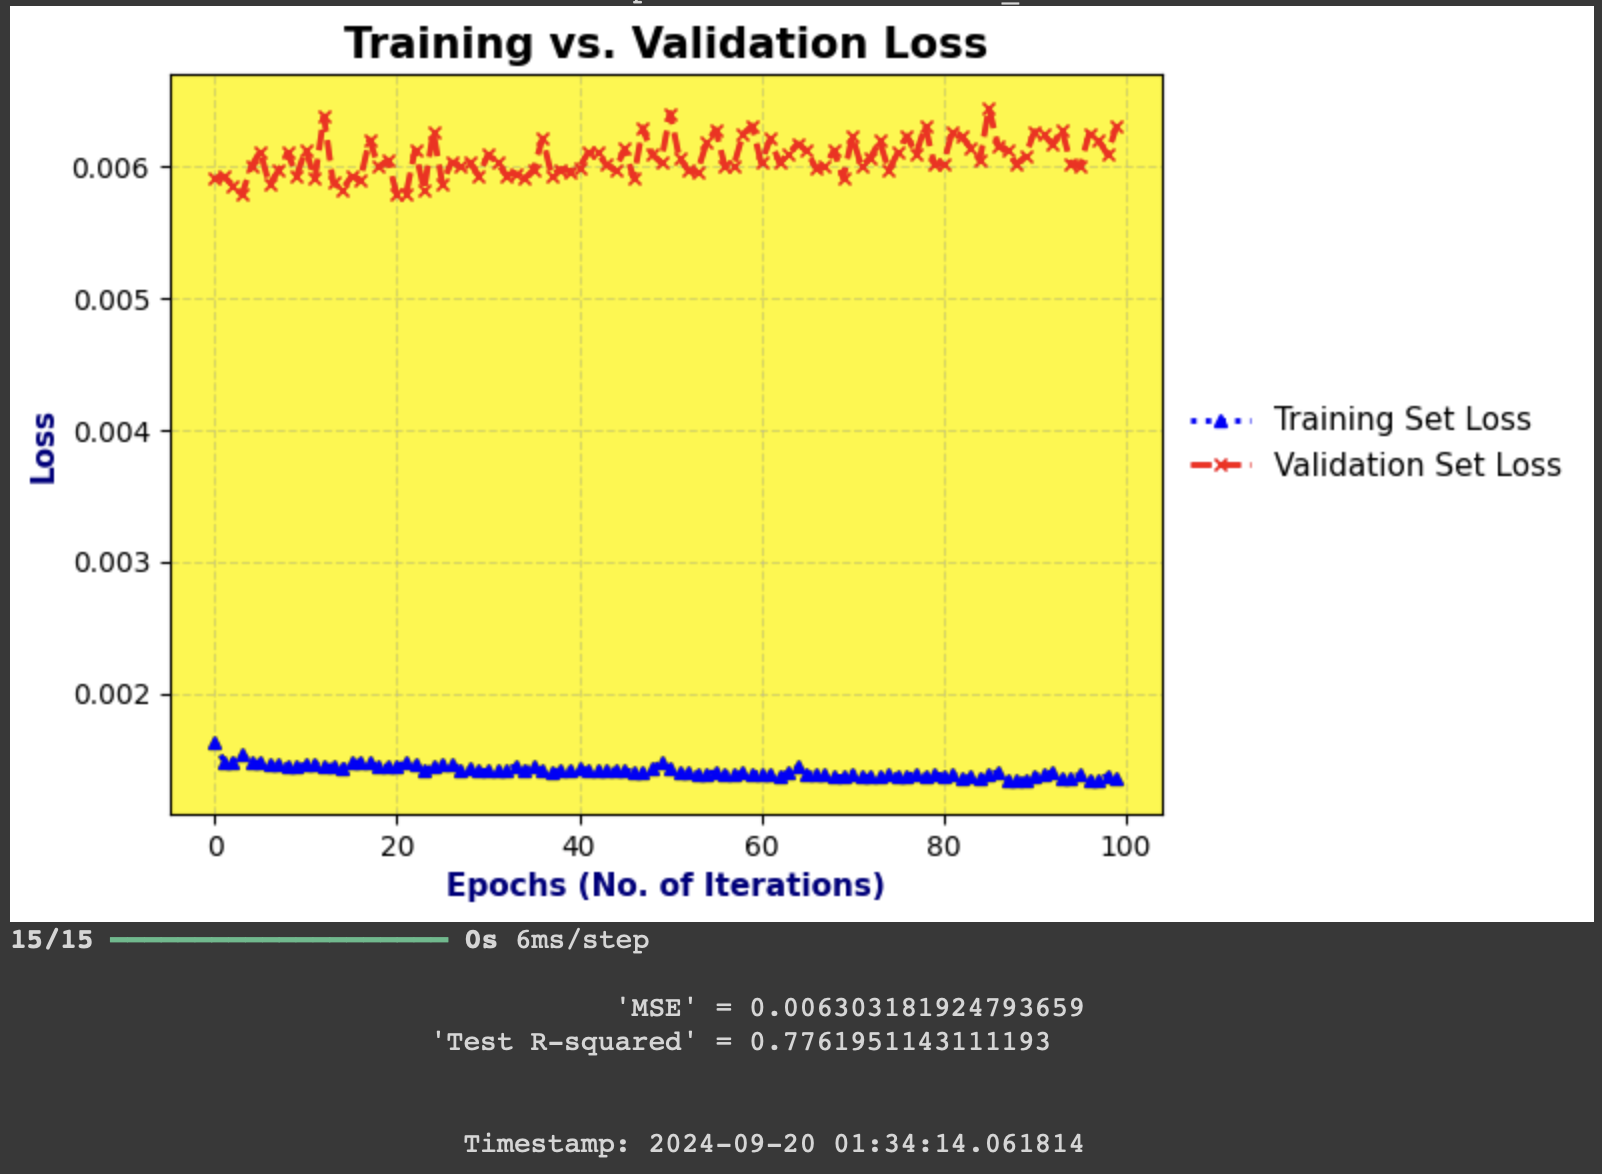 Training vs. Validation Loss
0.006
0.005
0.004
0.003
0.002
Loss
0 20 40 60 80 100
Epochs (No. of Iterations)
Training Set Loss
Validation Set Loss
15/15 0s 6ms/step
'MSE' = 0.006303181924793659
'Test R-squared' = 0.7761951143111193
Timestamp: 2024-09-20 01:34:14.061814